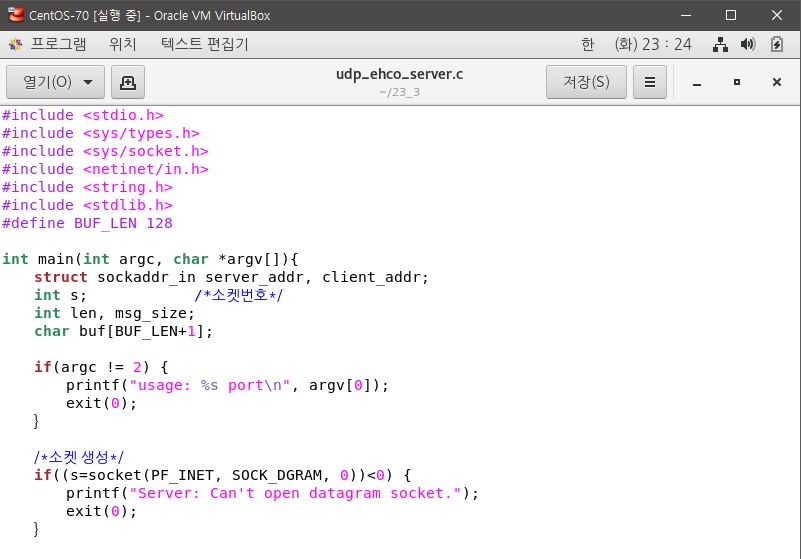 CentOS-70 [실행 중] - Oracle VM VirtualBox
프로그램 위치 텍스트 편집기 한 (화) 23 : 24
열기(O) udp_ehco_server.c 저장(S)
~/23_3
#include <stdio.h>
#include <sys/types.h>
#include <sys/socket.h>
#include <netinet/in.h>
#include <string.h>
#include <stdlib.h>
#define BUF_LEN 128

int main(int argc, char *argv[]){
    struct sockaddr_in server_addr, client_addr;
    int s;            /*소켓번호*/
    int len, msg_size;
    char buf[BUF_LEN+1];

    if(argc != 2) {
        printf("usage: %s port\n", argv[0]);
        exit(0);
    }

    /*소켓 생성*/
    if((s=socket(PF_INET, SOCK_DGRAM, 0))<0) {
        printf("Server: Can't open datagram socket.");
        exit(0);
    }